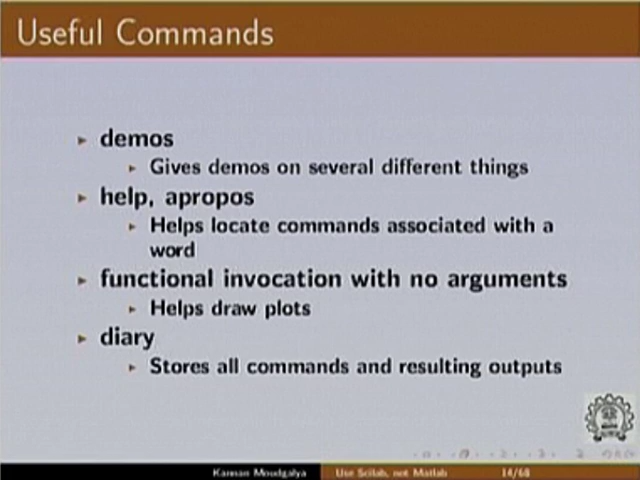 Useful Commands
demos
Gives demos on several different things
help, apropos
Helps locate commands associated with a
word
functional invocation with no arguments
Helps draw plots
diary
Stores all commands and resulting outputs
Kannan Moudgalya
Use Scilab, not Matlab
14/68